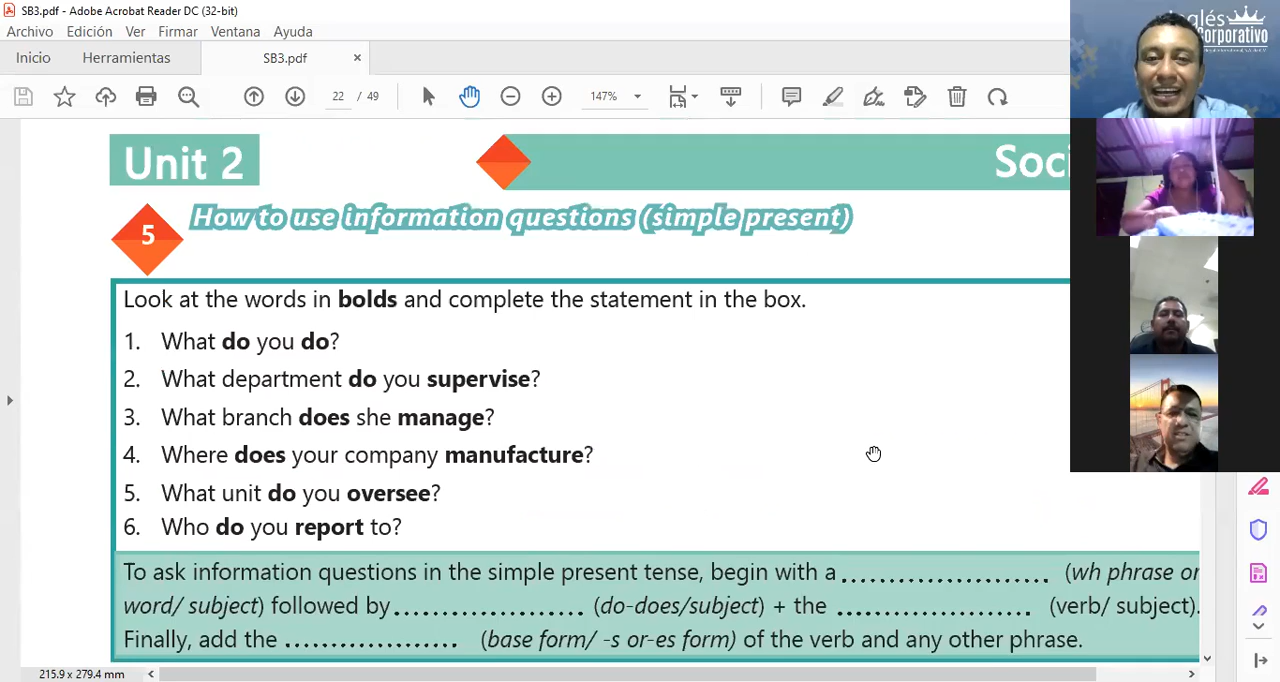 SB3.pdf - Adobe Acrobat Reader DC (32-bit)
Archivo Edición Ver Firmar Ventana Ayuda
Inicio Herramientas SB3.pdf ×
22 / 49 147%
inglés
Corporativo
Unit 2 Soci
5 How to use information questions (simple present)
Look at the words in bolds and complete the statement in the box.
1. What do you do?
2. What department do you supervise?
3. What branch does she manage?
4. Where does your company manufacture?
5. What unit do you oversee?
6. Who do you report to?
To ask information questions in the simple present tense, begin with a ........................ (wh phrase or
word/ subject) followed by...................... (do-does/subject) + the ...................... (verb/ subject).
Finally, add the .................... (base form/ -s or-es form) of the verb and any other phrase.
215.9 x 279.4 mm